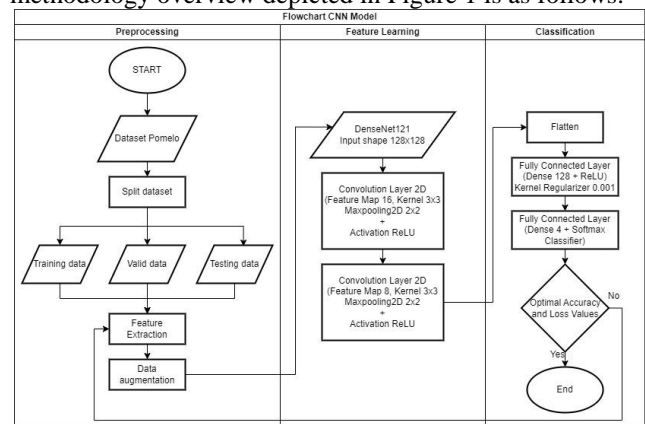 methodology overview depicted in Figure 1 is as follows:
Flowchart CNN Model
Preprocessing
Feature Learning
Classification
START
Dataset Pomelo
Split dataset
Training data
Valid data
Testing data
Feature
Extraction
Data
augmentation
DenseNet121
Input shape 128x128
Convolution Layer 2D
(Feature Map 16, Kernel 3x3
Maxpooling2D 2x2
+
Activation ReLU
Convolution Layer 2D
(Feature Map 8, Kernel 3x3
Maxpooling2D 2x2
+
Activation ReLU
Flatten
Fully Connected Layer
(Dense 128 + ReLU)
Kernel Regularizer 0.001
Fully Connected Layer
(Dense 4 + Softmax
Classifier)
Optimal Accuracy
and Loss Values
No
Yes
End